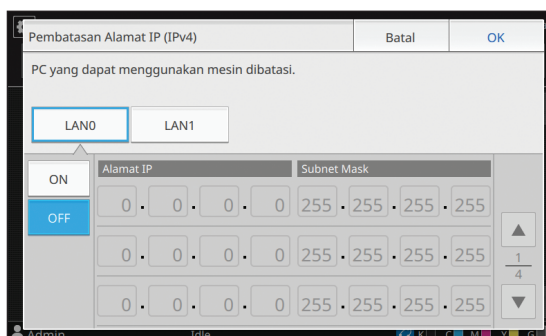 Pembatasan Alamat IP (IPv4) Batal OK
PC yang dapat menggunakan mesin dibatasi.
LAN0 LAN1
Alamat IP Subnet Mask
ON
0 . 0 . 0 . 0 255 . 255 . 255 . 255
OFF
0 . 0 . 0 . 0 255 . 255 . 255 . 255
1
4
0 . 0 . 0 . 0 255 . 255 . 255 . 255
Admin Idle K C M Y G